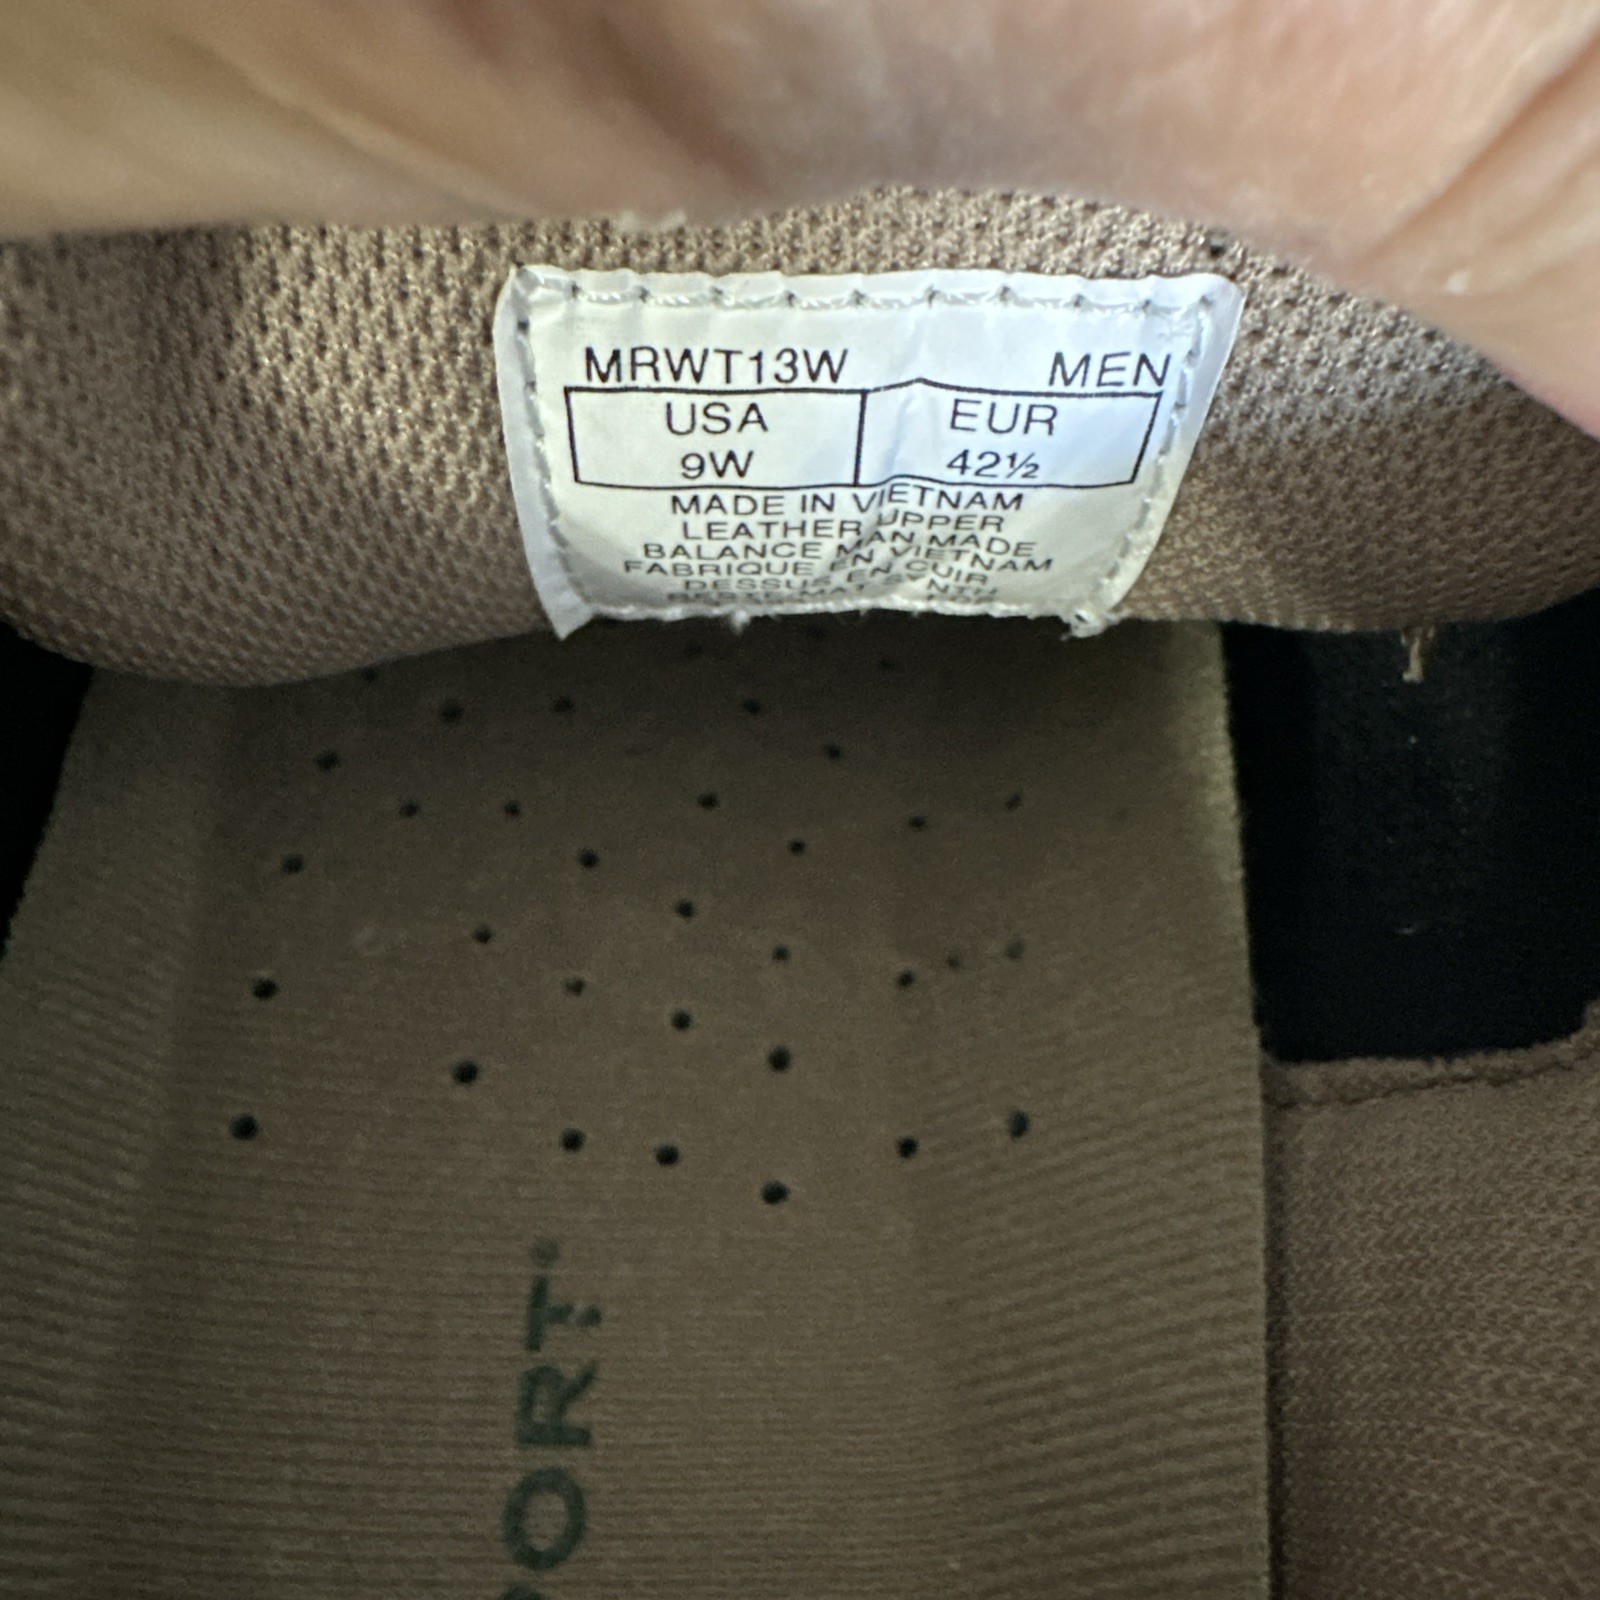 MRWT13W MEN
USA EUR
9W 42½
MADE IN VIETNAM
LEATHER UPPER
BALANCE MAN MADE
FABRIQUE EN VIETNAM
DESSUS EN CUIR
ORT